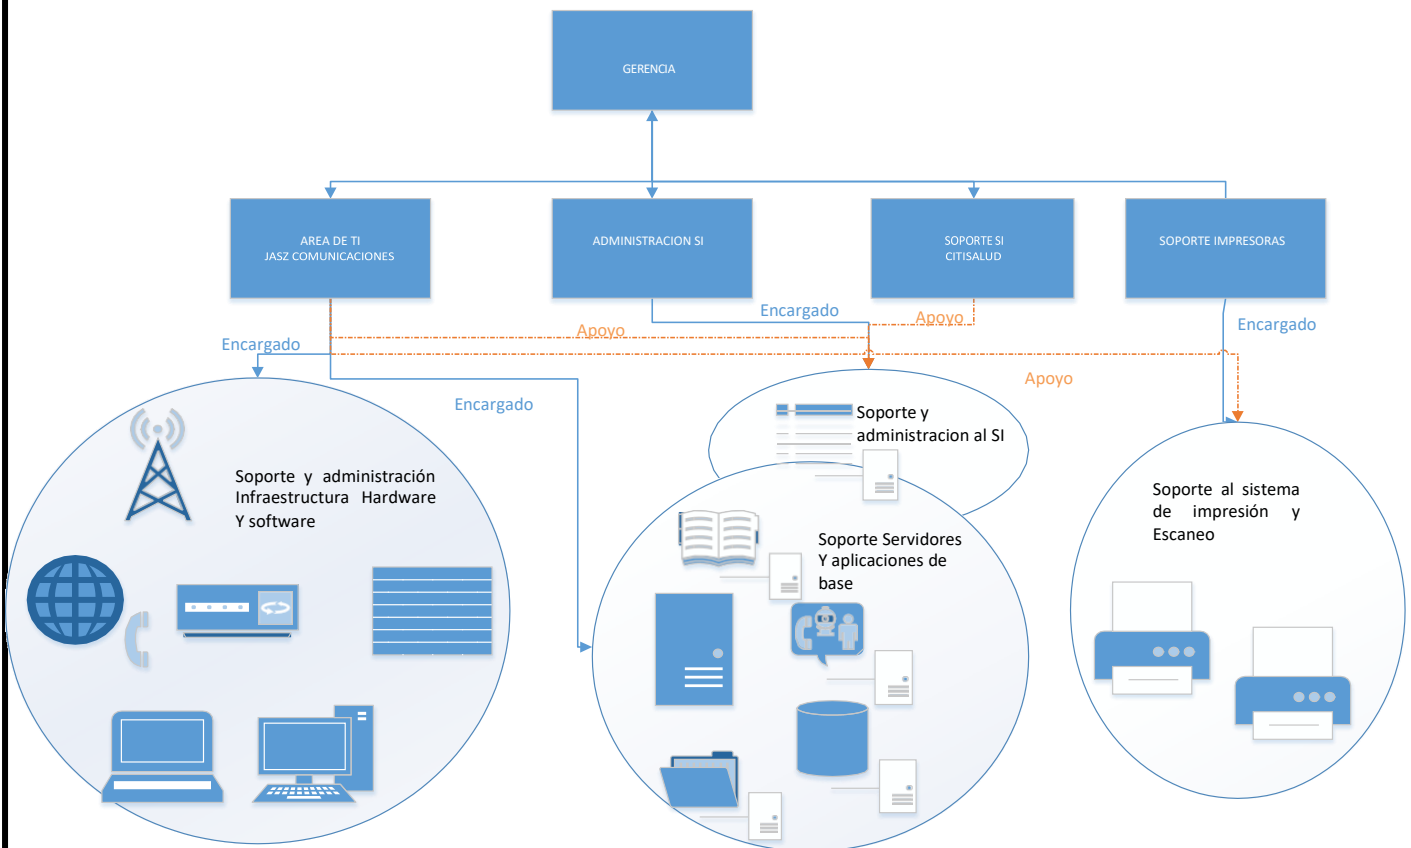 GERENCIA
AREA DE TI
JASZ COMUNICACIONES
ADMINISTRACION SI
SOPORTE SI
CITISALUD
SOPORTE IMPRESORAS
Encargado
Apoyo
Apoyo
Encargado
Encargado
Apoyo
Encargado
Soporte y
administracion al SI
Soporte y administración
Infraestructura Hardware
Y software
Soporte al sistema
de impresión y
Escaneo
Soporte Servidores
Y aplicaciones de
base